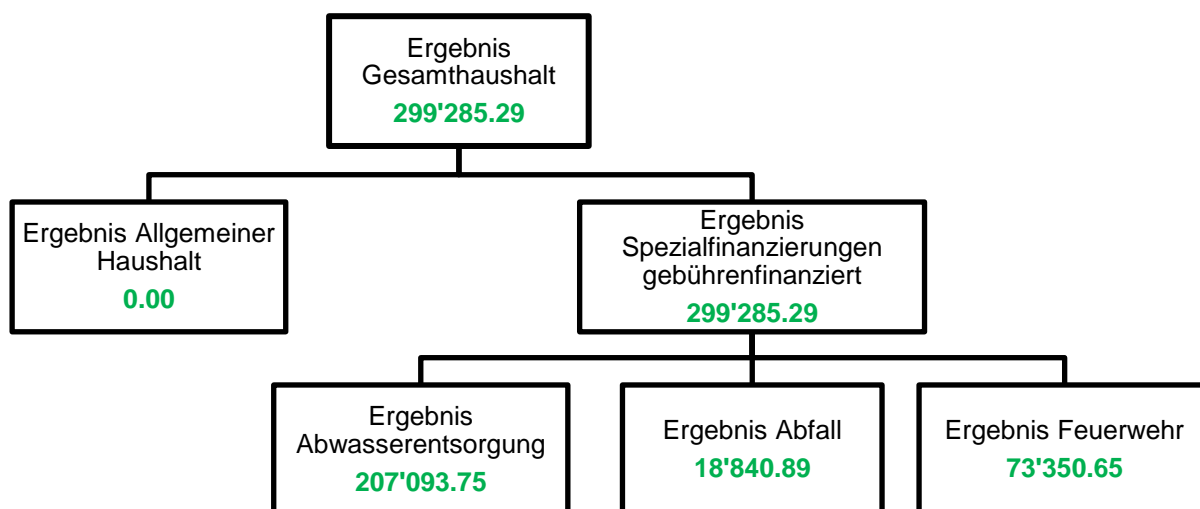 Ergebnis
Gesamthaushalt
299'285.29
Ergebnis Allgemeiner
Haushalt
0.00
Ergebnis
Spezialfinanzierungen
gebührenfinanziert
299'285.29
Ergebnis
Abwasserentsorgung
207'093.75
Ergebnis Abfall
18'840.89
Ergebnis Feuerwehr
73'350.65